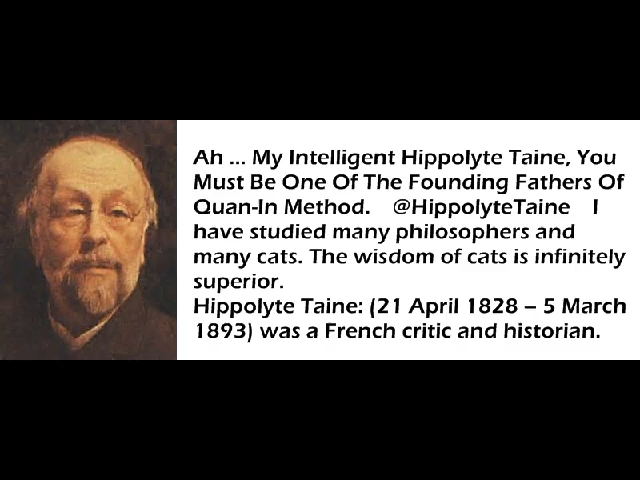 Ah ... My Intelligent Hippolyte Taine, You
Must Be One Of The Founding Fathers Of
Quan-In Method. @HippolyteTaine I
have studied many philosophers and
many cats. The wisdom of cats is infinitely
superior.
Hippolyte Taine: (21 April 1828 – 5 March
1893) was a French critic and historian.